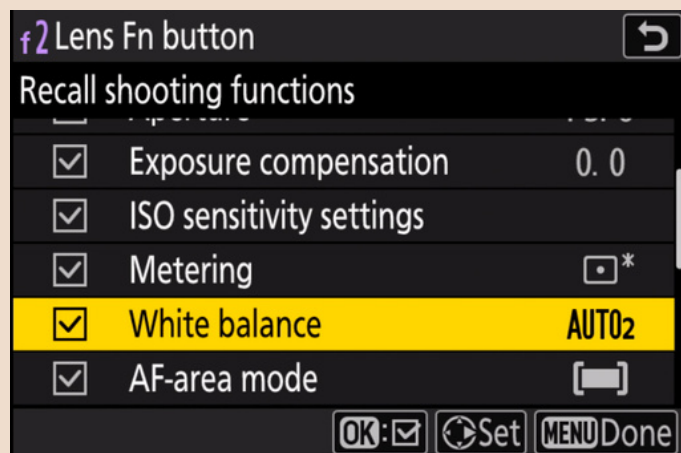 f2 Lens Fn button
Recall shooting functions
Exposure compensation 0.0
ISO sensitivity settings
Metering *
White balance AUTO2
AF-area mode
OK: Set MENU Done